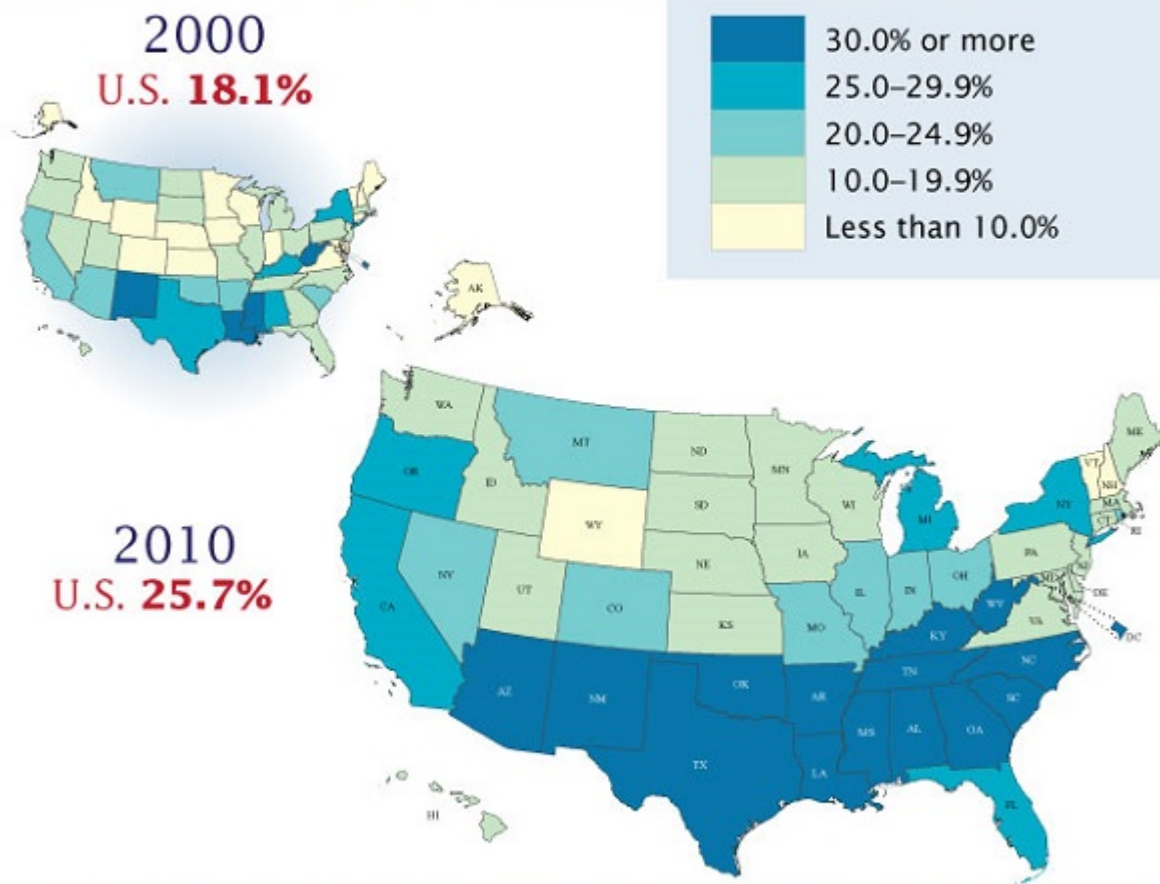 2000
U.S. 18.1%
30.0% or more
25.0–29.9%
20.0–24.9%
10.0–19.9%
Less than 10.0%
AK
2010
U.S. 25.7%
WA
MT
ND
MN
ME
VT
NH
OR
ID
SD
WI
MI
NY
MA
CT
RI
WY
IA
PA
NJ
NV
NE
IL
IN
OH
MD
DE
UT
CO
CA
KS
MO
WV
VA
KY
DC
AZ
NM
OK
AR
TN
NC
SC
MS
AL
GA
TX
LA
FL
HI